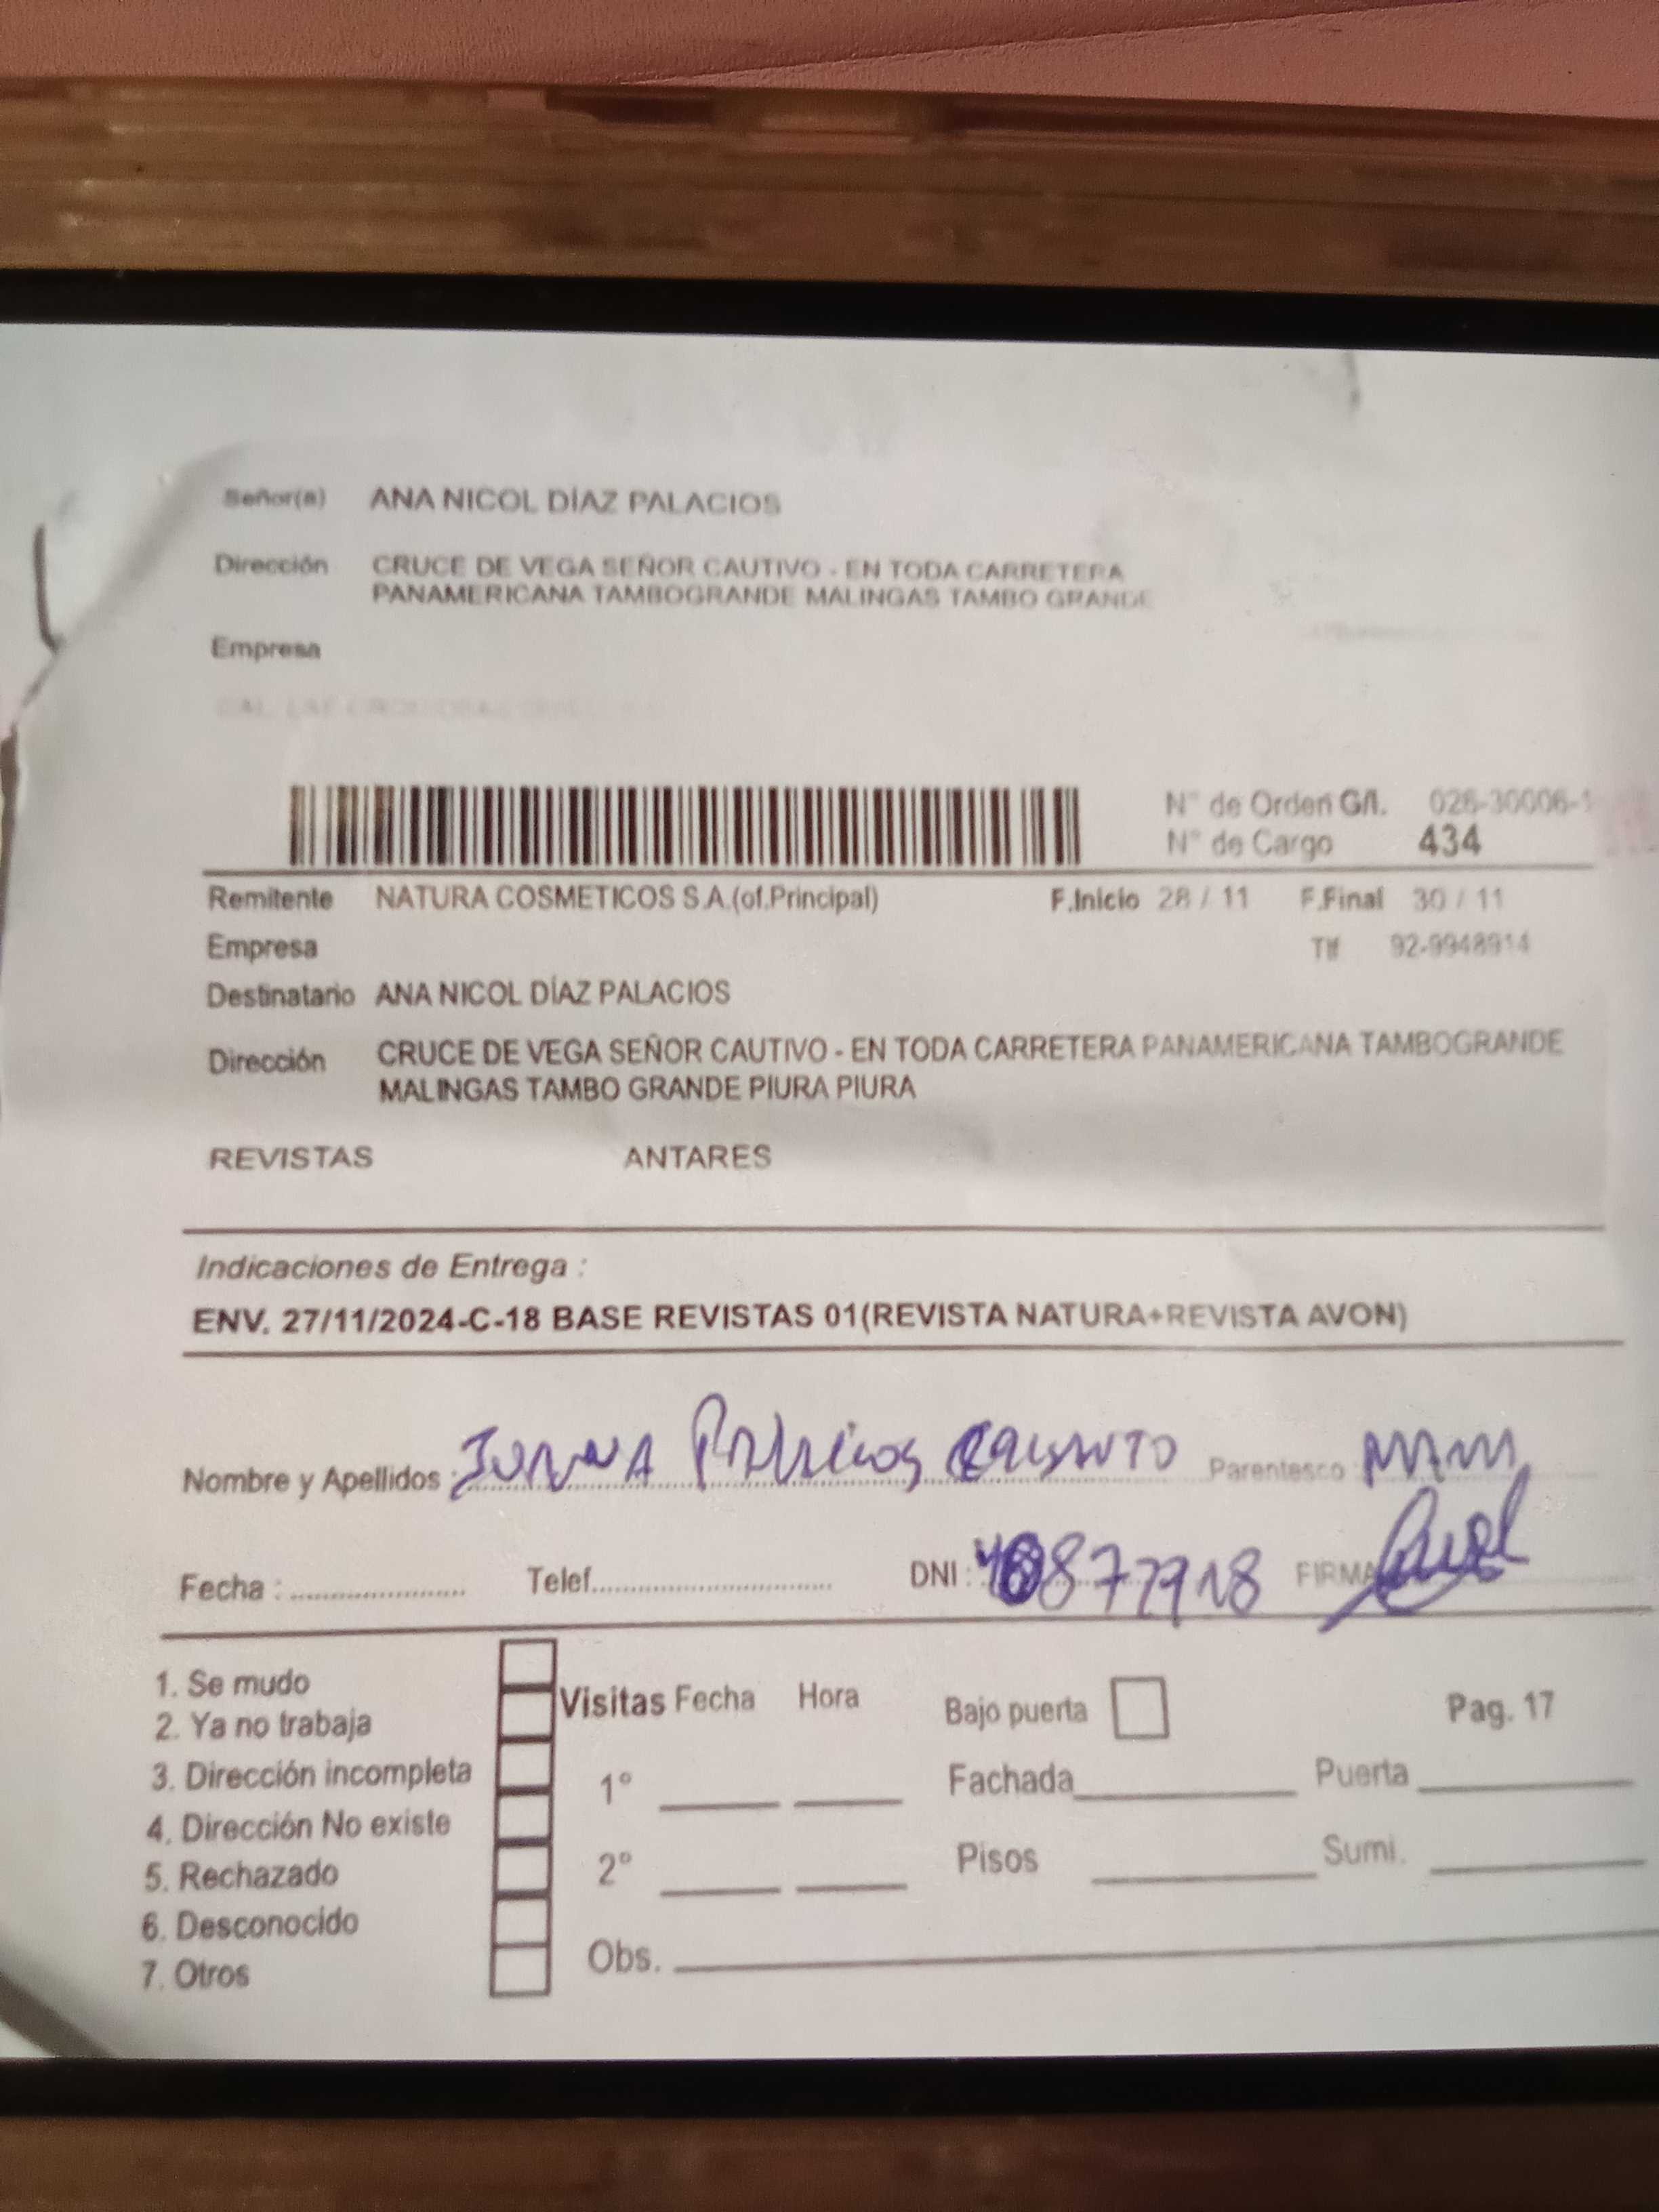 Señor(a) ANA NICOL DÍAZ PALACIOS
Dirección CRUCE DE VEGA SEÑOR CAUTIVO - EN TODA CARRETERA
PANAMERICANA TAMBOGRANDE MALINGAS TAMBO GRANDE
Empresa
N° de Orden G/I. 026-30006-1
N° de Cargo 434
Remitente NATURA COSMETICOS S.A.(of.Principal) F.Inicio 28 / 11 F.Final 30 / 11
Empresa Tlf 92-9948914
Destinatario ANA NICOL DÍAZ PALACIOS
Dirección CRUCE DE VEGA SEÑOR CAUTIVO - EN TODA CARRETERA PANAMERICANA TAMBOGRANDE
MALINGAS TAMBO GRANDE PIURA PIURA
REVISTAS ANTARES
Indicaciones de Entrega :
ENV. 27/11/2024-C-18 BASE REVISTAS 01(REVISTA NATURA+REVISTA AVON)
Nombre y Apellidos : Palacios Parentesco :
Fecha : Telef. DNI : FIRMA
1. Se mudo
2. Ya no trabaja Visitas Fecha Hora Bajo puerta Pag. 17
3. Dirección incompleta 1° Fachada Puerta
4. Dirección No existe
5. Rechazado 2° Pisos Sumi.
6. Desconocido
7. Otros Obs.